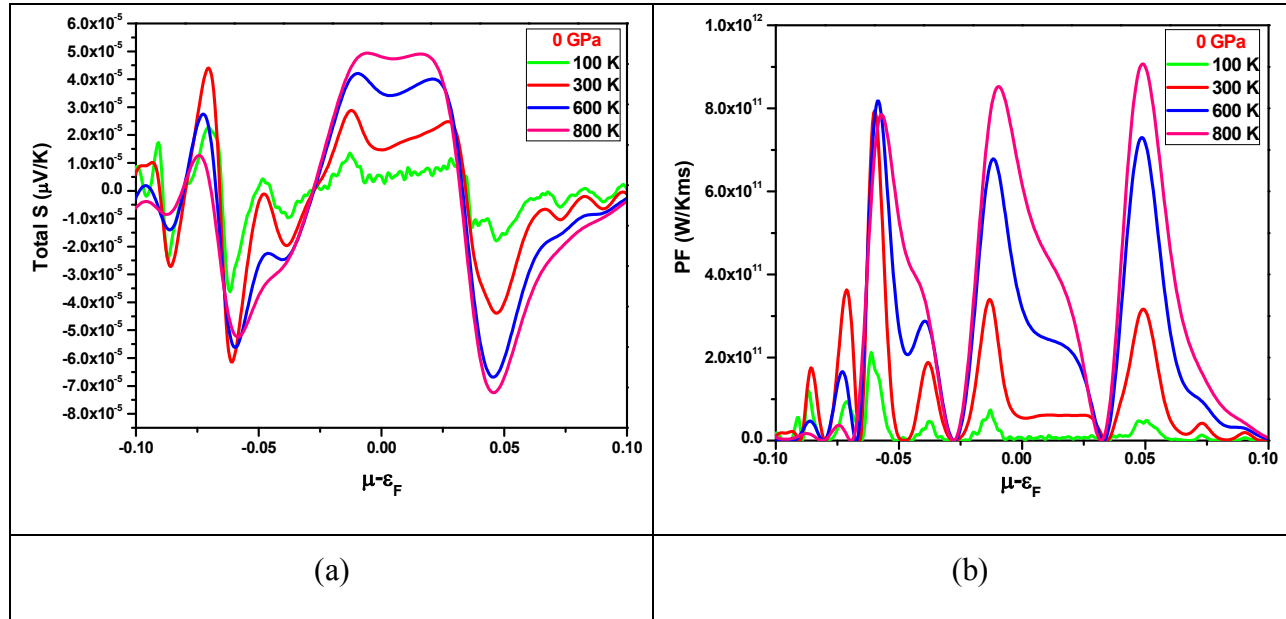 6.0x10⁻⁵
5.0x10⁻⁵
4.0x10⁻⁵
3.0x10⁻⁵
2.0x10⁻⁵
1.0x10⁻⁵
0.0
-1.0x10⁻⁵
-2.0x10⁻⁵
-3.0x10⁻⁵
-4.0x10⁻⁵
-5.0x10⁻⁵
-6.0x10⁻⁵
-7.0x10⁻⁵
-8.0x10⁻⁵
Total S (μV/K)
0 GPa
100 K
300 K
600 K
800 K
-0.10 -0.05 0.00 0.05 0.10
μ-εF
(a)
1.0x10¹²
8.0x10¹¹
6.0x10¹¹
4.0x10¹¹
2.0x10¹¹
0.0
PF (W/Kms)
0 GPa
100 K
300 K
600 K
800 K
-0.10 -0.05 0.00 0.05 0.10
μ-εF
(b)